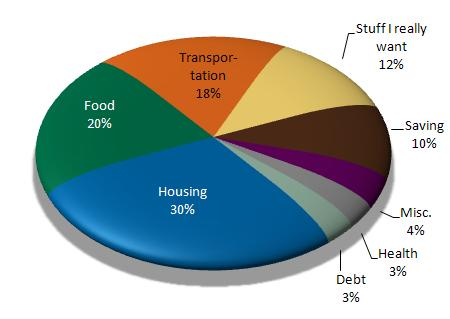 Stuff I really
want
12%
Transpor-
tation
18%
Food
20%
Saving
10%
Housing
30%
Misc.
4%
Health
3%
Debt
3%